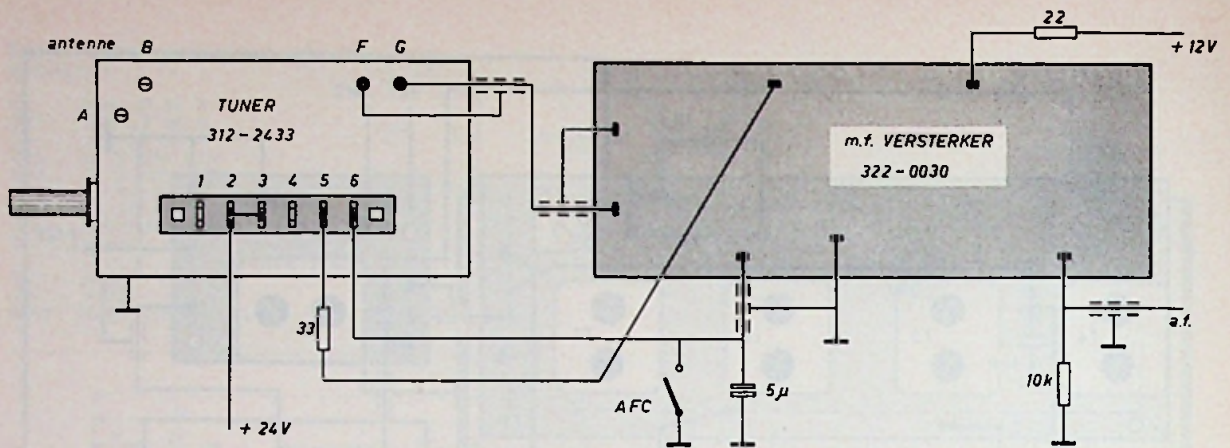 22
antenne B F G
+ 12V
A TUNER
312-2433
m.f. VERSTERKER
322-0030
1 2 3 4 5 6
33
a.f.
AFC 5µ 10k
+ 24V